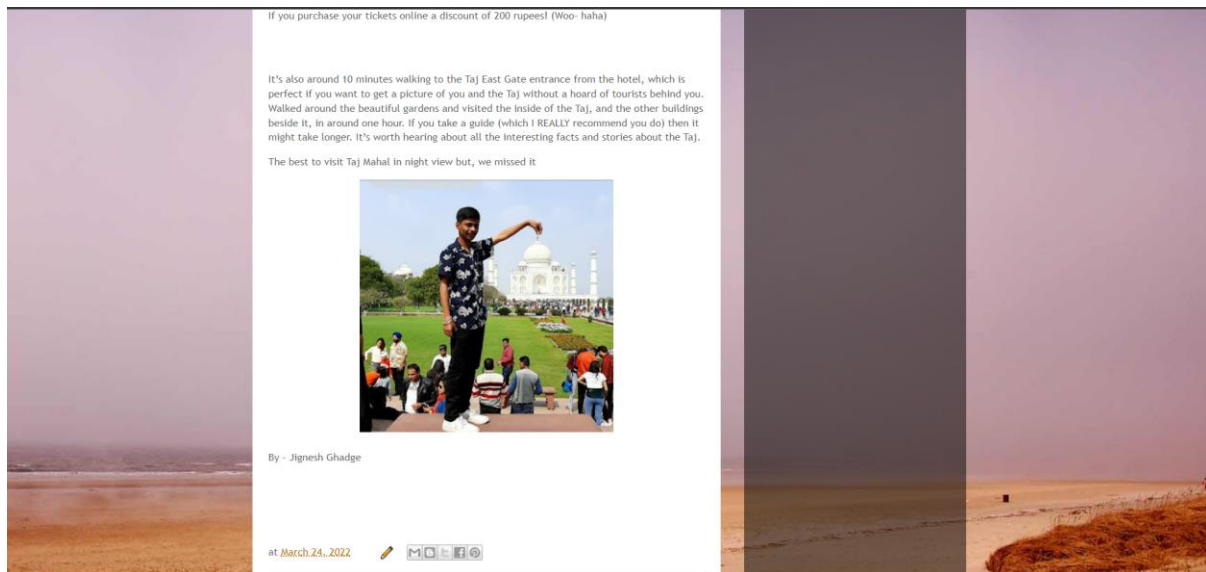 If you purchase your tickets online a discount of 200 rupees! (Woo- haha)
It's also around 10 minutes walking to the Taj East Gate entrance from the hotel, which is
perfect if you want to get a picture of you and the Taj without a hoard of tourists behind you.
Walked around the beautiful gardens and visited the inside of the Taj, and the other buildings
beside it, in around one hour. If you take a guide (which I REALLY recommend you do) then it
might take longer. It's worth hearing about all the interesting facts and stories about the Taj.
The best to visit Taj Mahal in night view but, we missed it
By - Jignesh Ghadge
at March 24, 2022